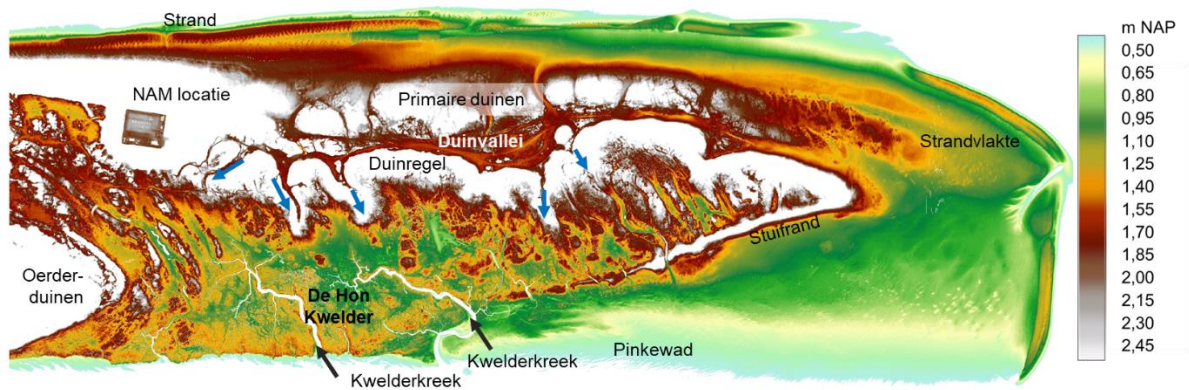 Strand
m NAP
0,50
0,65
0,80
0,95
1,10
1,25
1,40
1,55
1,70
1,85
2,00
2,15
2,30
2,45
NAM locatie
Primaire duinen
Duinvallei
Strandvlakte
Duinregel
Stuifrand
Oerder-
duinen
De Hon
Kwelder
Kwelderkreek
Kwelderkreek
Pinkewad